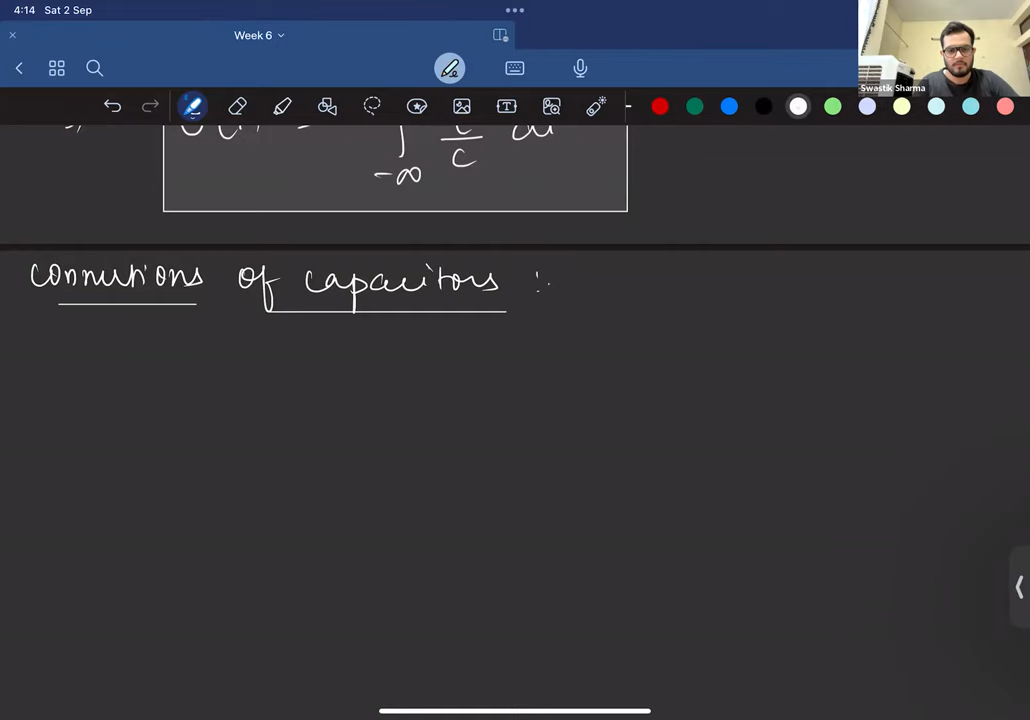 4:14 Sat 2 Sep
Week 6
Swastik Sharma
-∞ c
Connections of capacitors :